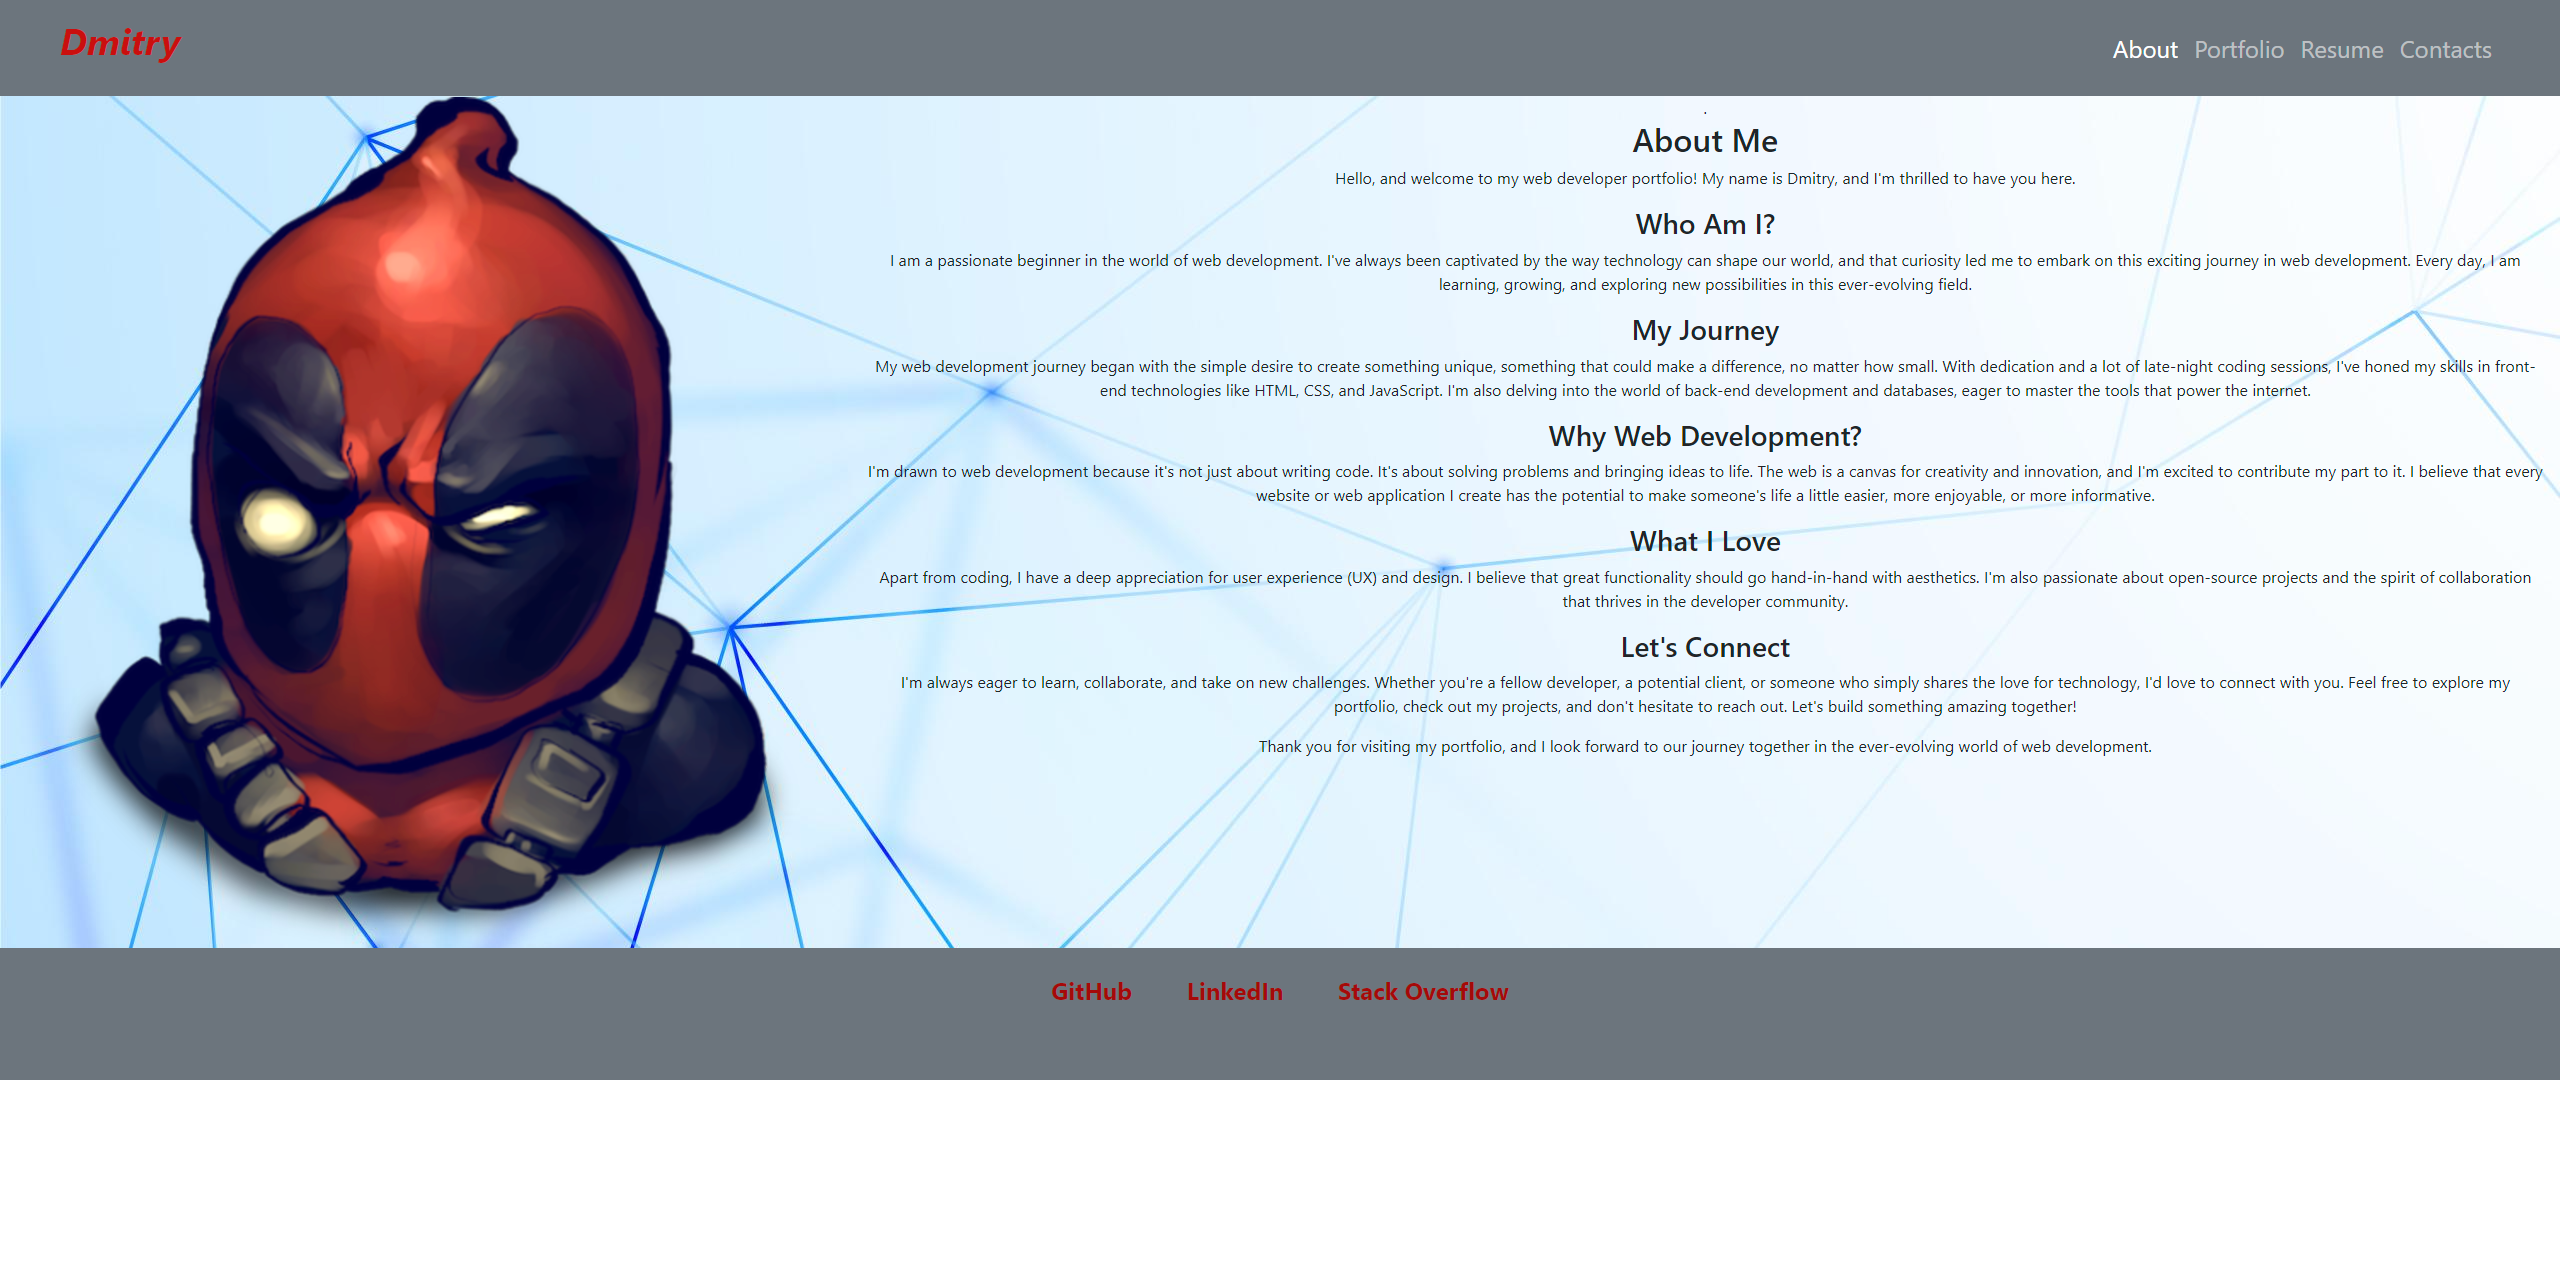 Dmitry
About Portfolio Resume Contacts
.
About Me
Hello, and welcome to my web developer portfolio! My name is Dmitry, and I'm thrilled to have you here.
Who Am I?
I am a passionate beginner in the world of web development. I've always been captivated by the way technology can shape our world, and that curiosity led me to embark on this exciting journey in web development. Every day, I am
learning, growing, and exploring new possibilities in this ever-evolving field.
My Journey
My web development journey began with the simple desire to create something unique, something that could make a difference, no matter how small. With dedication and a lot of late-night coding sessions, I've honed my skills in front-
end technologies like HTML, CSS, and JavaScript. I'm also delving into the world of back-end development and databases, eager to master the tools that power the internet.
Why Web Development?
I'm drawn to web development because it's not just about writing code. It's about solving problems and bringing ideas to life. The web is a canvas for creativity and innovation, and I'm excited to contribute my part to it. I believe that every
website or web application I create has the potential to make someone's life a little easier, more enjoyable, or more informative.
What I Love
Apart from coding, I have a deep appreciation for user experience (UX) and design. I believe that great functionality should go hand-in-hand with aesthetics. I'm also passionate about open-source projects and the spirit of collaboration
that thrives in the developer community.
Let's Connect
I'm always eager to learn, collaborate, and take on new challenges. Whether you're a fellow developer, a potential client, or someone who simply shares the love for technology, I'd love to connect with you. Feel free to explore my
portfolio, check out my projects, and don't hesitate to reach out. Let's build something amazing together!
Thank you for visiting my portfolio, and I look forward to our journey together in the ever-evolving world of web development.
GitHub LinkedIn Stack Overflow